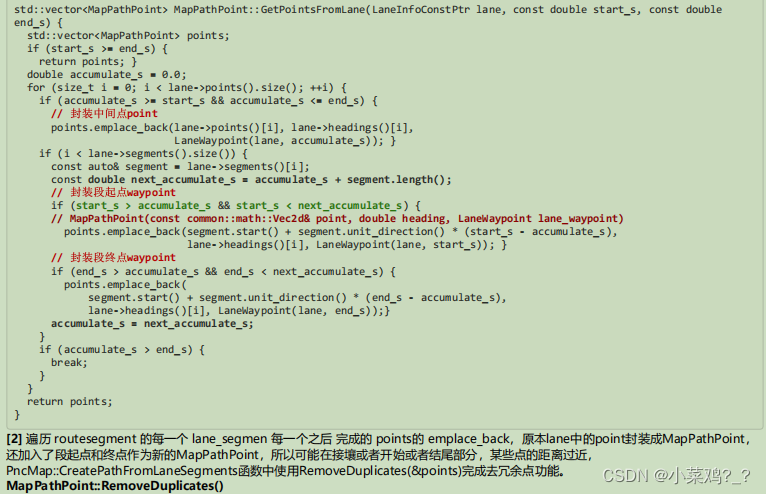 std::vector<MapPathPoint> MapPathPoint::GetPointsFromLane(LaneInfoConstPtr lane, const double start_s, const double
end_s) {
  std::vector<MapPathPoint> points;
  if (start_s >= end_s) {
    return points; }
  double accumulate_s = 0.0;
  for (size_t i = 0; i < lane->points().size(); ++i) {
    if (accumulate_s >= start_s && accumulate_s <= end_s) {
      // 封装中间点point
      points.emplace_back(lane->points()[i], lane->headings()[i],
                          LaneWaypoint(lane, accumulate_s)); }
    if (i < lane->segments().size()) {
      const auto& segment = lane->segments()[i];
      const double next_accumulate_s = accumulate_s + segment.length();
      // 封装段起点waypoint
      if (start_s > accumulate_s && start_s < next_accumulate_s) {
      // MapPathPoint(const common::math::Vec2d& point, double heading, LaneWaypoint lane_waypoint)
        points.emplace_back(segment.start() + segment.unit_direction() * (start_s - accumulate_s),
                            lane->headings()[i], LaneWaypoint(lane, start_s)); }
      // 封装段终点waypoint
      if (end_s > accumulate_s && end_s < next_accumulate_s) {
        points.emplace_back(
            segment.start() + segment.unit_direction() * (end_s - accumulate_s),
            lane->headings()[i], LaneWaypoint(lane, end_s));}
      accumulate_s = next_accumulate_s;
    }
    if (accumulate_s > end_s) {
      break;
    }
  }
  return points;
}
[2] 遍历 routesegment 的每一个 lane_segmen 每一个之后 完成的 points的 emplace_back，原本lane中的point封装成MapPathPoint，
还加入了段起点和终点作为新的MapPathPoint，所以可能在接壤或者开始或者结尾部分，某些点的距离过近，
PncMap::CreatePathFromLaneSegments函数中使用RemoveDuplicates(&points)完成去冗余点功能。
MapPathPoint::RemoveDuplicates()
CSDN @小菜鸡?_?